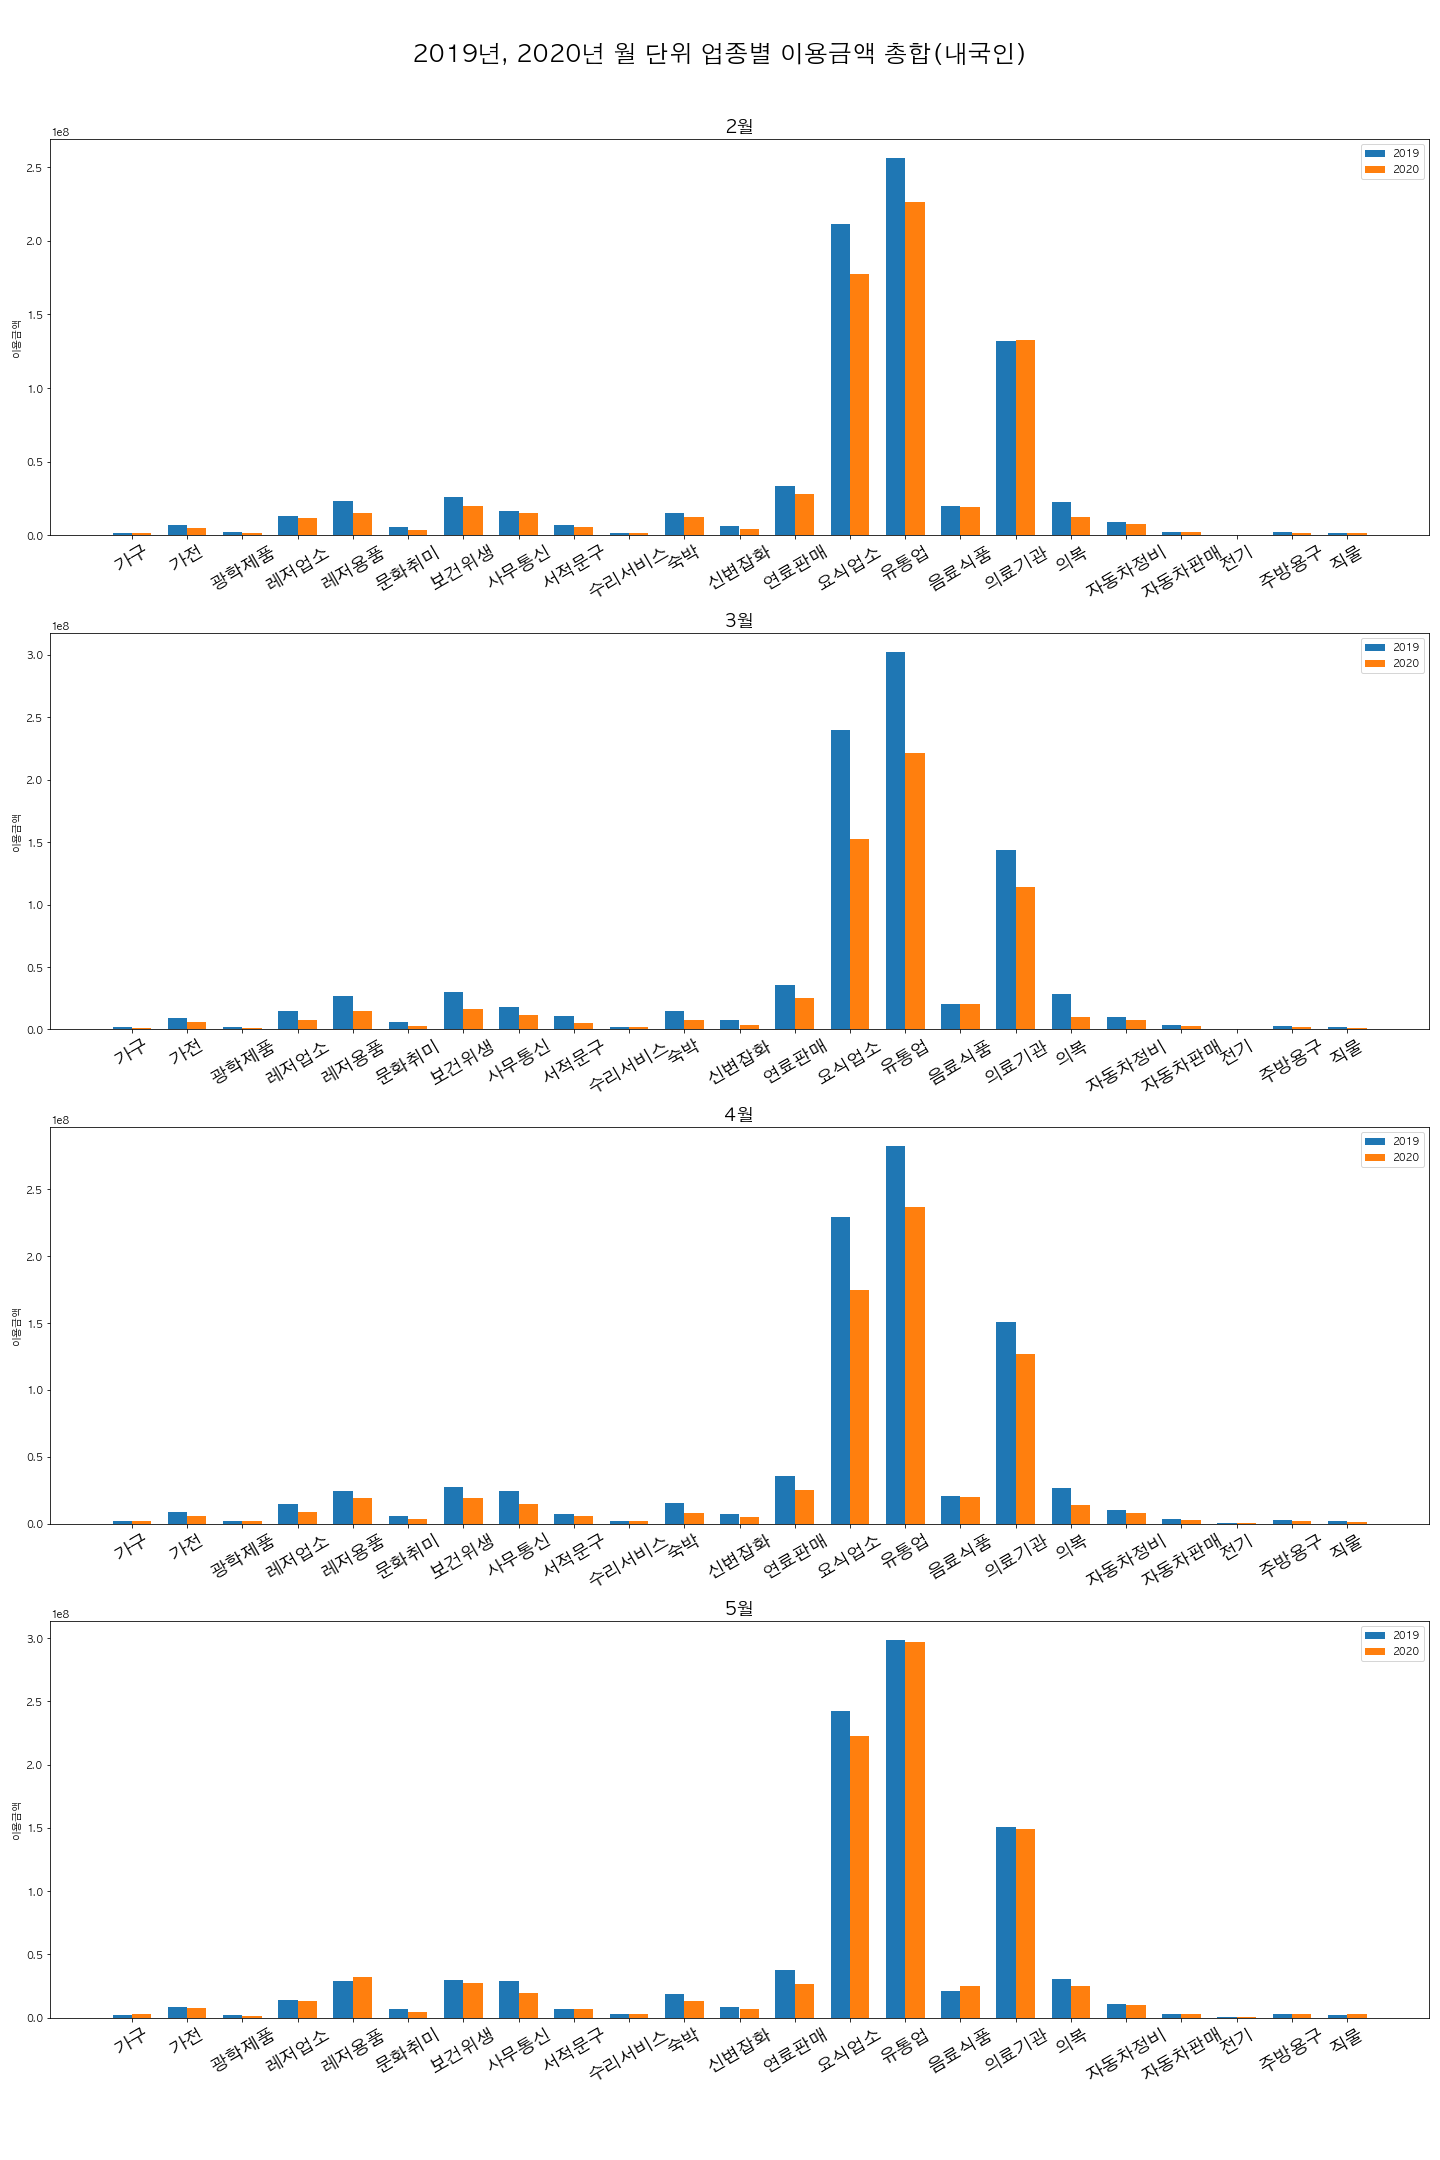 2019년, 2020년 월 단위 업종별 이용금액 총합(내국인)
2월
1e8
2019
2020
2.5
2.0
1.5
1.0
0.5
0.0
이용금액
가구 가전 광학제품 레저업소 레저용품 문화취미 보건위생 사무통신 서적문구 수리서비스 숙박 신변잡화 연료판매 요식업소 유통업 음료식품 의료기관 의복 자동차정비 자동차판매 전기 주방용구 직물
3월
1e8
2019
2020
3.0
2.5
2.0
1.5
1.0
0.5
0.0
이용금액
가구 가전 광학제품 레저업소 레저용품 문화취미 보건위생 사무통신 서적문구 수리서비스 숙박 신변잡화 연료판매 요식업소 유통업 음료식품 의료기관 의복 자동차정비 자동차판매 전기 주방용구 직물
4월
1e8
2019
2020
2.5
2.0
1.5
1.0
0.5
0.0
이용금액
가구 가전 광학제품 레저업소 레저용품 문화취미 보건위생 사무통신 서적문구 수리서비스 숙박 신변잡화 연료판매 요식업소 유통업 음료식품 의료기관 의복 자동차정비 자동차판매 전기 주방용구 직물
5월
1e8
2019
2020
3.0
2.5
2.0
1.5
1.0
0.5
0.0
이용금액
가구 가전 광학제품 레저업소 레저용품 문화취미 보건위생 사무통신 서적문구 수리서비스 숙박 신변잡화 연료판매 요식업소 유통업 음료식품 의료기관 의복 자동차정비 자동차판매 전기 주방용구 직물